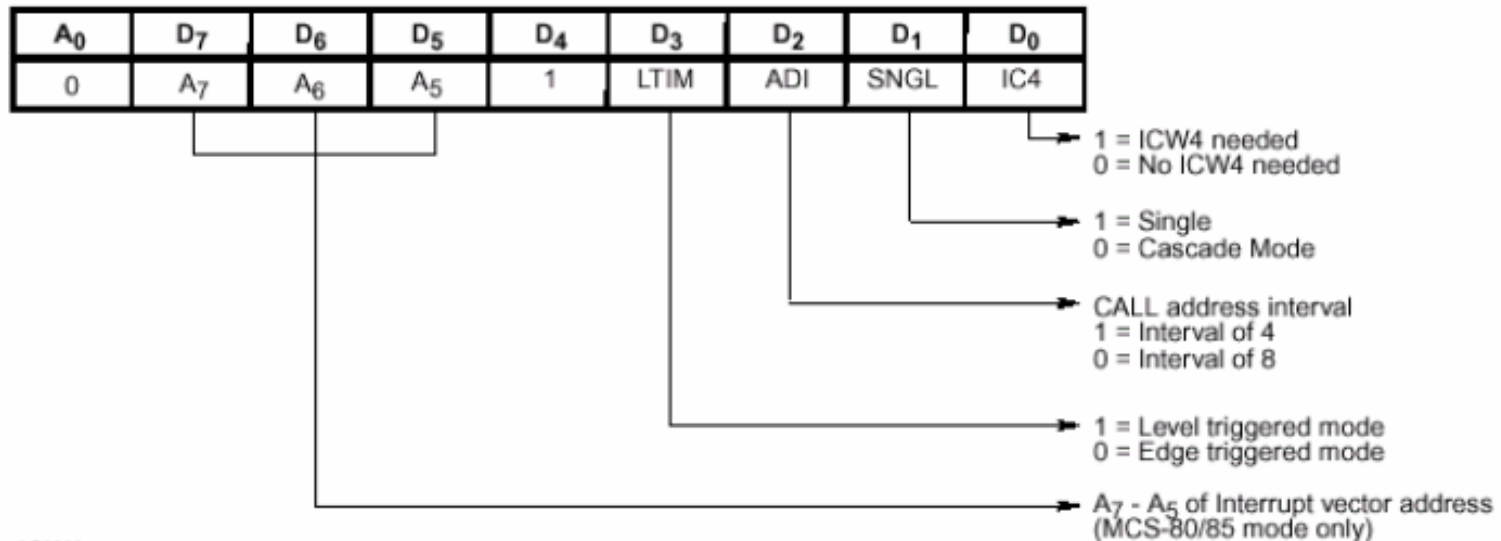 A0 D7 D6 D5 D4 D3 D2 D1 D0
0 A7 A6 A5 1 LTIM ADI SNGL IC4
1 = ICW4 needed
0 = No ICW4 needed
1 = Single
0 = Cascade Mode
CALL address interval
1 = Interval of 4
0 = Interval of 8
1 = Level triggered mode
0 = Edge triggered mode
A7 - A5 of Interrupt vector address
(MCS-80/85 mode only)